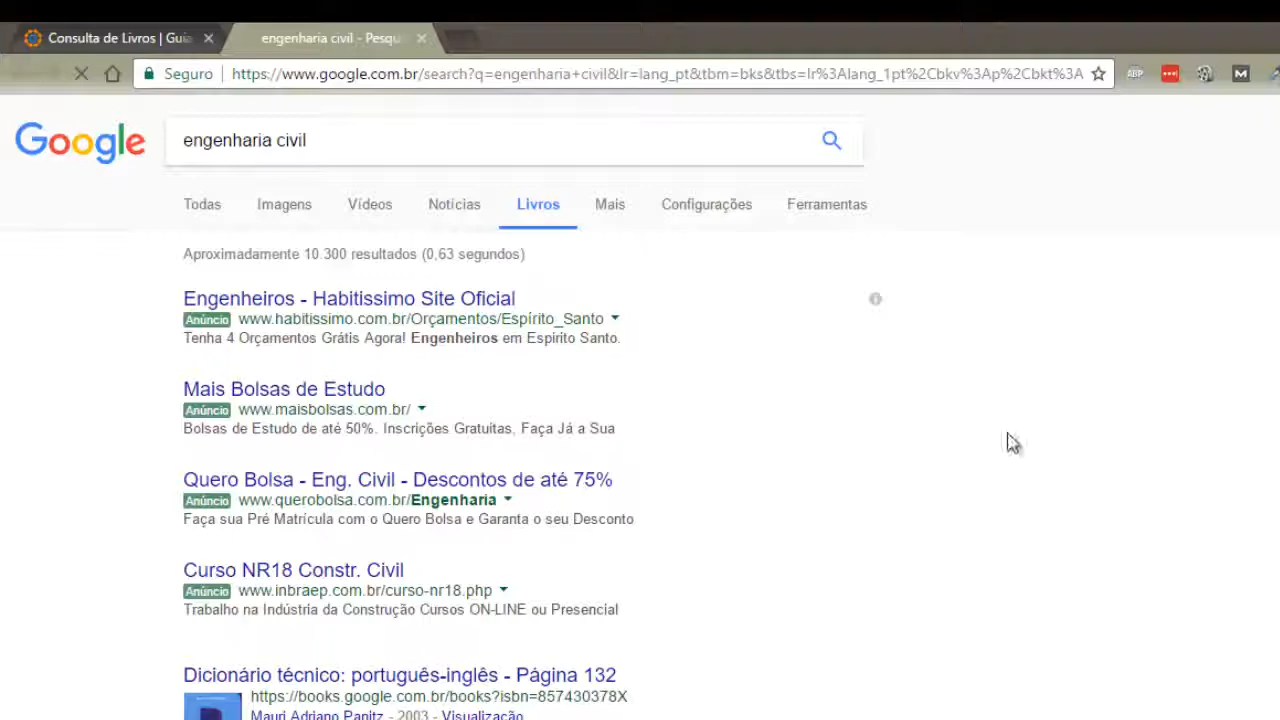 Consulta de Livros | Guia
engenharia civil - Pesqu
Seguro https://www.google.com.br/search?q=engenharia+civil&lr=lang_pt&tbm=bks&tbs=lr%3Alang_1pt%2Cbkv%3Ap%2Cbkt%3A
ABP
M
Google
engenharia civil
Todas Imagens Vídeos Notícias Livros Mais Configurações Ferramentas
Aproximadamente 10.300 resultados (0,63 segundos)
Engenheiros - Habitissimo Site Oficial
Anúncio www.habitissimo.com.br/Orçamentos/Espírito_Santo
Tenha 4 Orçamentos Grátis Agora! Engenheiros em Espirito Santo.
Mais Bolsas de Estudo
Anúncio www.maisbolsas.com.br/
Bolsas de Estudo de até 50%. Inscrições Gratuitas, Faça Já a Sua
Quero Bolsa - Eng. Civil - Descontos de até 75%
Anúncio www.querobolsa.com.br/Engenharia
Faça sua Pré Matrícula com o Quero Bolsa e Garanta o seu Desconto
Curso NR18 Constr. Civil
Anúncio www.inbraep.com.br/curso-nr18.php
Trabalho na Indústria da Construção Cursos ON-LINE ou Presencial
Dicionário técnico: português-inglês - Página 132
https://books.google.com.br/books?isbn=857430378X
Mauri Adriano Panitz - 2003 - Visualização